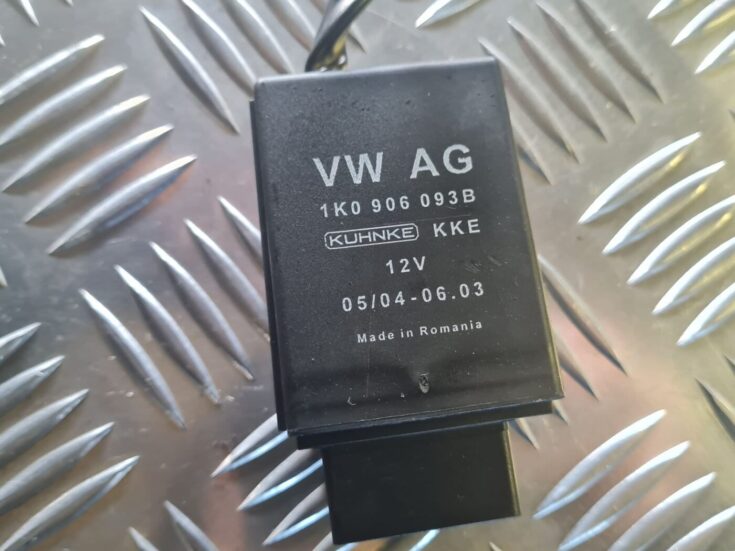 VW AG
1K0 906 093B
KUHNKE KKE
12V
05/04-06.03
Made in Romania